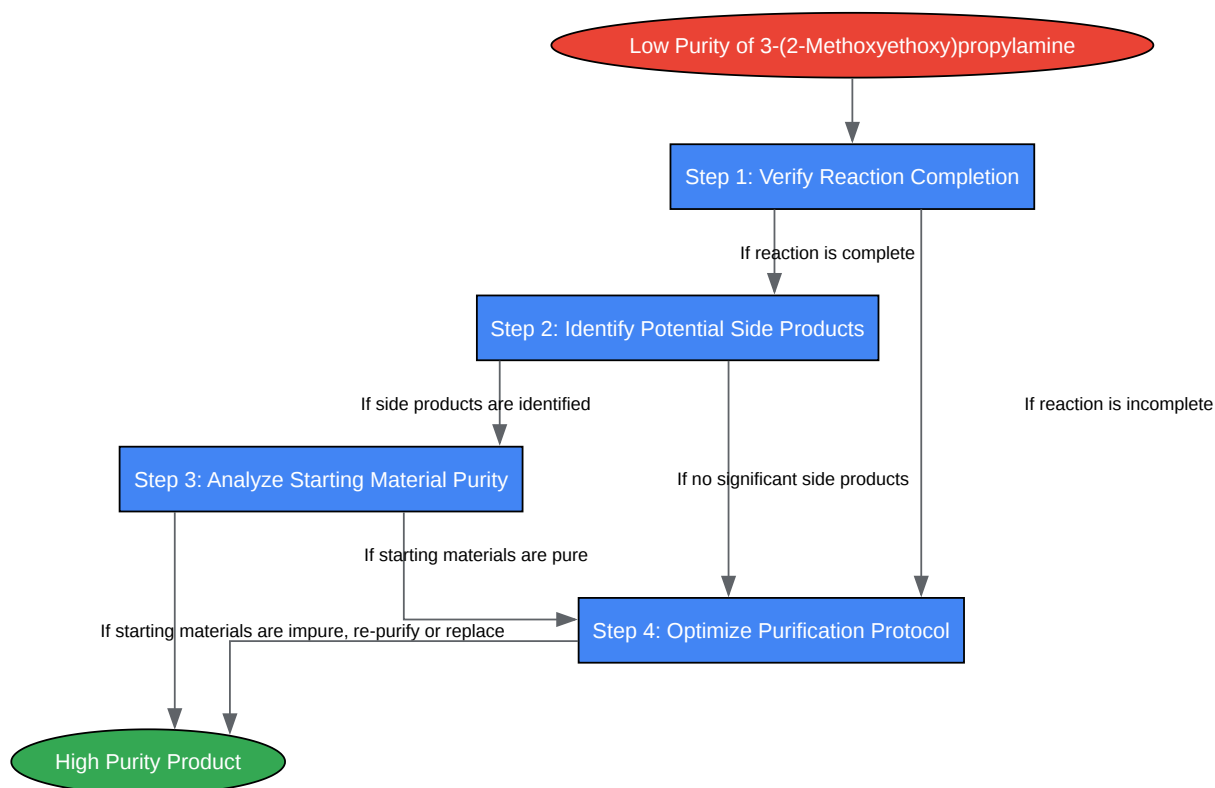 Low Purity of 3-(2-Methoxyethoxy)propylamine
Step 1: Verify Reaction Completion
If reaction is complete
Step 2: Identify Potential Side Products
If side products are identified
If reaction is incomplete
Step 3: Analyze Starting Material Purity
If no significant side products
If starting materials are pure
If starting materials are impure, re-purify or replace
Step 4: Optimize Purification Protocol
High Purity Product